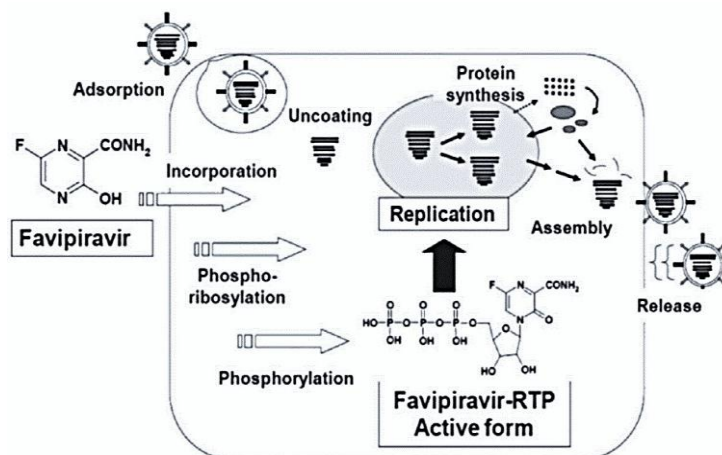 Adsorption
Uncoating
Protein
synthesis
F
N
N
CONH₂
OH
Favipiravir
Incorporation
Replication
Assembly
Release
Phospho-
ribosylation
Phosphorylation
O O O
HO-P-O-P-O-P-O
OH OH OH
F
N
N
CONH₂
O
O
HO OH
Favipiravir-RTP
Active form